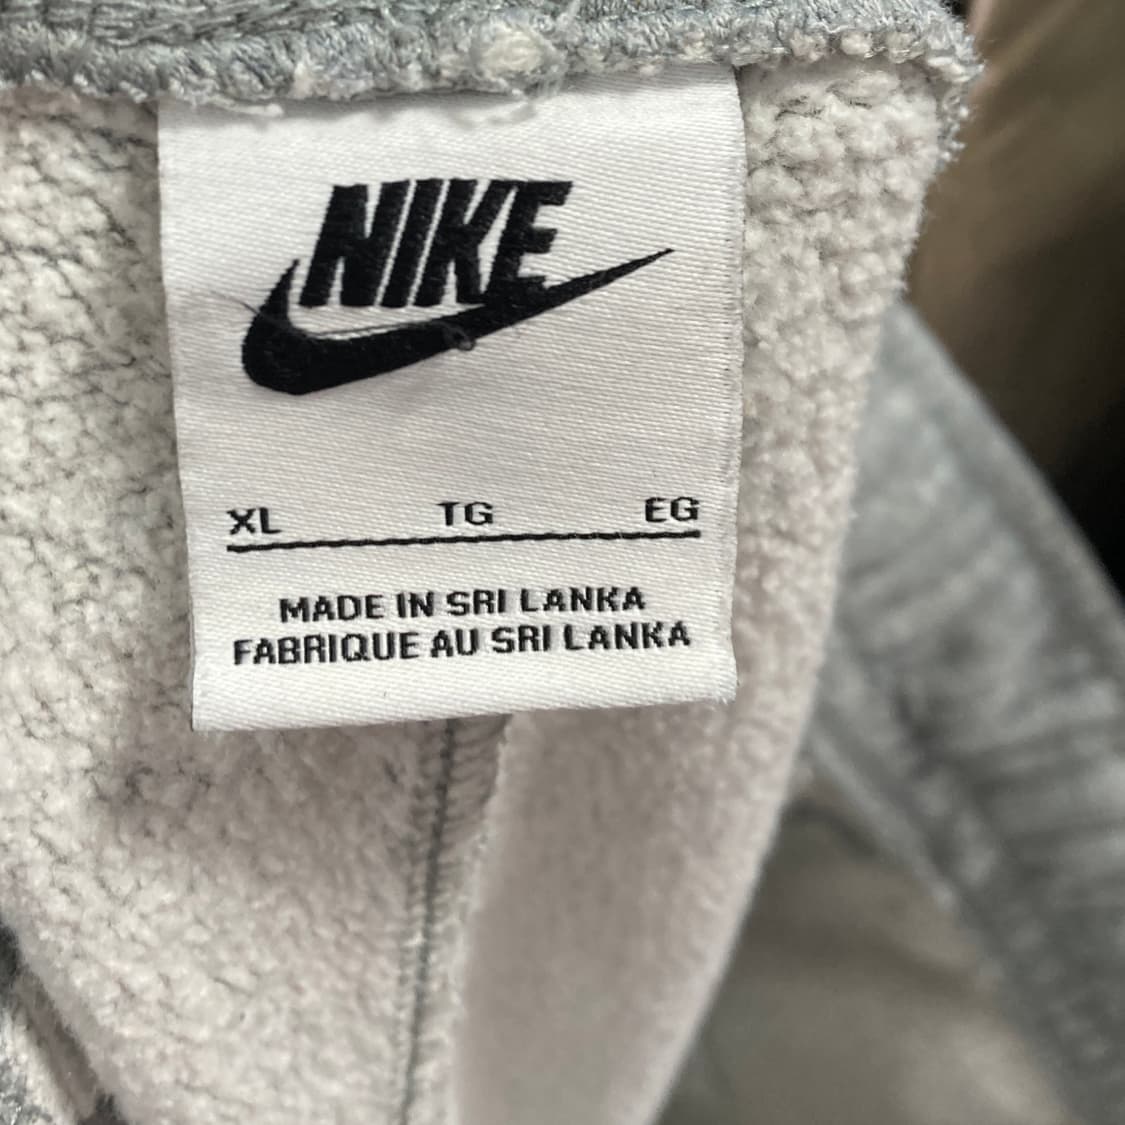 NIKE
XL TG EG
MADE IN SRI LANKA
FABRIQUE AU SRI LANKA